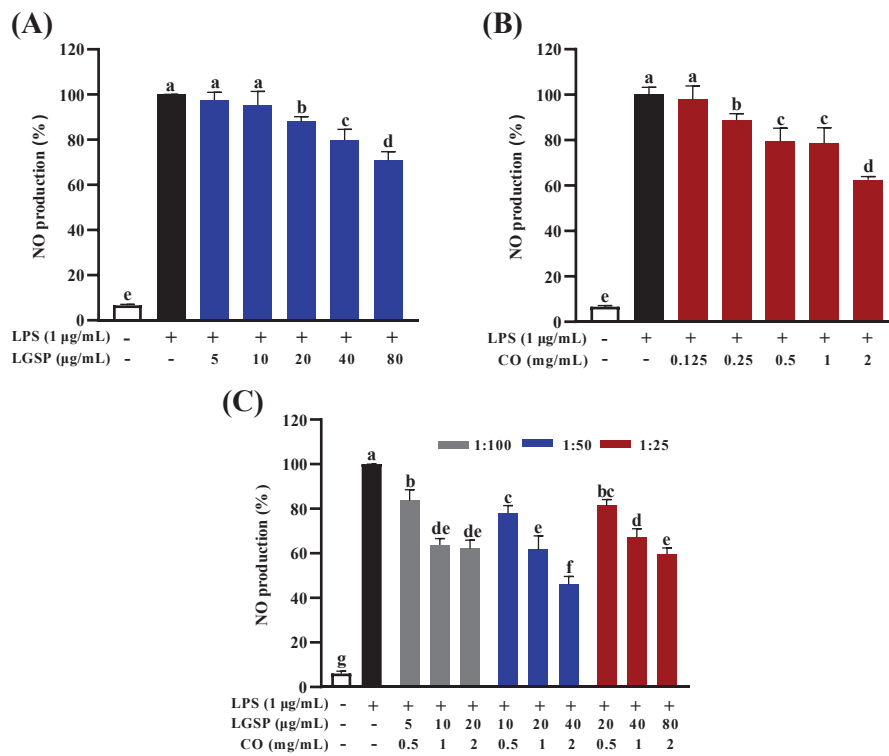 (A)
120
100
80
60
40
20
0
NO production (%)
e
a
a
a
b
c
d
LPS (1 μg/mL) - + + + + + +
LGSP (μg/mL) - - 5 10 20 40 80
(B)
120
100
80
60
40
20
0
NO production (%)
e
a
a
b
c
c
d
LPS (1 μg/mL) - + + + + + +
CO (mg/mL) - - 0.125 0.25 0.5 1 2
(C)
1:100 1:50 1:25
120
100
80
60
40
20
0
NO production (%)
g
a
b
de
de
c
e
f
bc
d
e
LPS (1 μg/mL) - + + + + + + + + + +
LGSP (μg/mL) - - 5 10 20 10 20 40 20 40 80
CO (mg/mL) - - 0.5 1 2 0.5 1 2 0.5 1 2